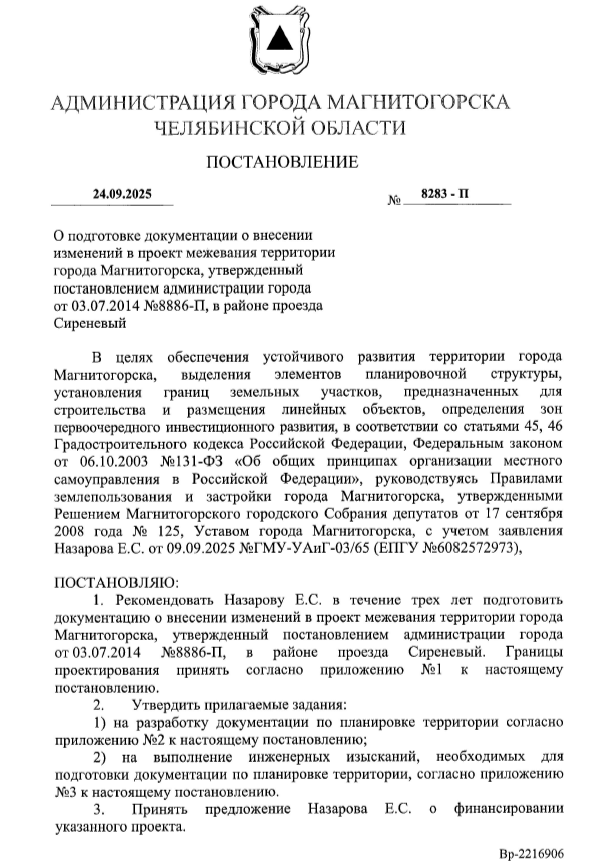 АДМИНИСТРАЦИЯ ГОРОДА МАГНИТОГОРСКА
ЧЕЛЯБИНСКОЙ ОБЛАСТИ
ПОСТАНОВЛЕНИЕ
24.09.2025 № 8283 - П
О подготовке документации о внесении
изменений в проект межевания территории
города Магнитогорска, утвержденный
постановлением администрации города
от 03.07.2014 №8886-П, в районе проезда
Сиреневый
В целях обеспечения устойчивого развития территории города
Магнитогорска, выделения элементов планировочной структуры,
установления границ земельных участков, предназначенных для
строительства и размещения линейных объектов, определения зон
первоочередного инвестиционного развития, в соответствии со статьями 45, 46
Градостроительного кодекса Российской Федерации, Федеральным законом
от 06.10.2003 №131-ФЗ «Об общих принципах организации местного
самоуправления в Российской Федерации», руководствуясь Правилами
землепользования и застройки города Магнитогорска, утвержденными
Решением Магнитогорского городского Собрания депутатов от 17 сентября
2008 года № 125, Уставом города Магнитогорска, с учетом заявления
Назарова Е.С. от 09.09.2025 №ГМУ-УАиГ-03/65 (ЕПГУ №6082572973),
ПОСТАНОВЛЯЮ:
1. Рекомендовать Назарову Е.С. в течение трех лет подготовить
документацию о внесении изменений в проект межевания территории города
Магнитогорска, утвержденный постановлением администрации города
от 03.07.2014 №8886-П, в районе проезда Сиреневый. Границы
проектирования принять согласно приложению №1 к настоящему
постановлению.
2. Утвердить прилагаемые задания:
1) на разработку документации по планировке территории согласно
приложению №2 к настоящему постановлению;
2) на выполнение инженерных изысканий, необходимых для
подготовки документации по планировке территории, согласно приложению
№3 к настоящему постановлению.
3. Принять предложение Назарова Е.С. о финансировании
указанного проекта.
Вр-2216906